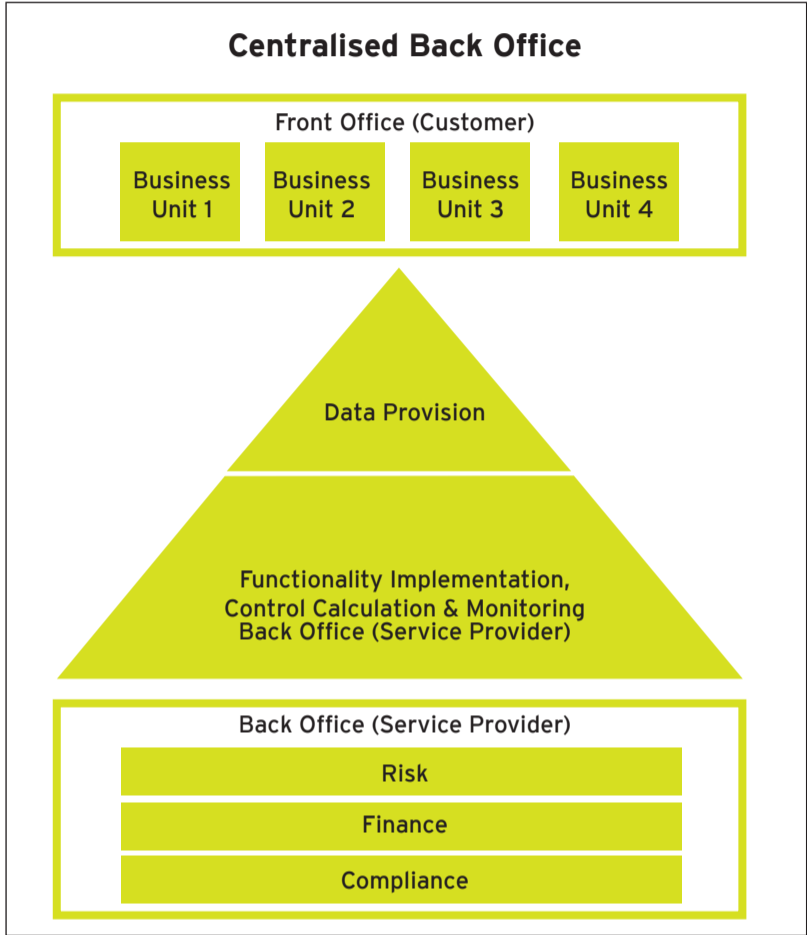 Centralised Back Office
Front Office (Customer)
Business
Unit 1
Business
Unit 2
Business
Unit 3
Business
Unit 4
Data Provision
Functionality Implementation,
Control Calculation & Monitoring
Back Office (Service Provider)
Back Office (Service Provider)
Risk
Finance
Compliance